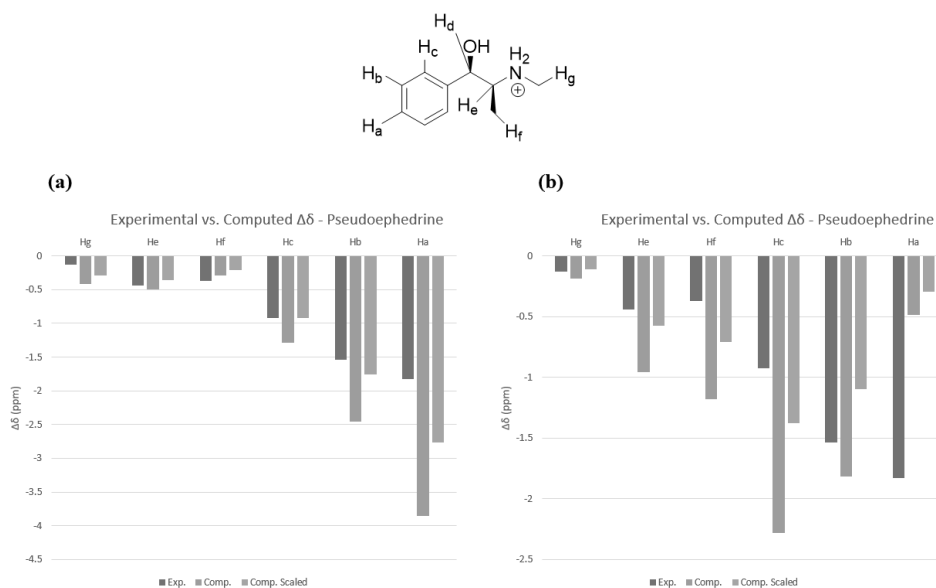 Hd
OH
H2
Hc
N
Hb
⊕
Hg
He
Ha
Hf
(a)
Experimental vs. Computed Δδ - Pseudoephedrine
Hg He Hf Hc Hb Ha
0
-0.5
-1
-1.5
-2
-2.5
-3
-3.5
-4
-4.5
Δδ (ppm)
Exp. Comp. Comp. Scaled
(b)
Experimental vs. Computed Δδ - Pseudoephedrine
Hg He Hf Hc Hb Ha
0
-0.5
-1
-1.5
-2
-2.5
Δδ (ppm)
Exp. Comp. Comp. Scaled